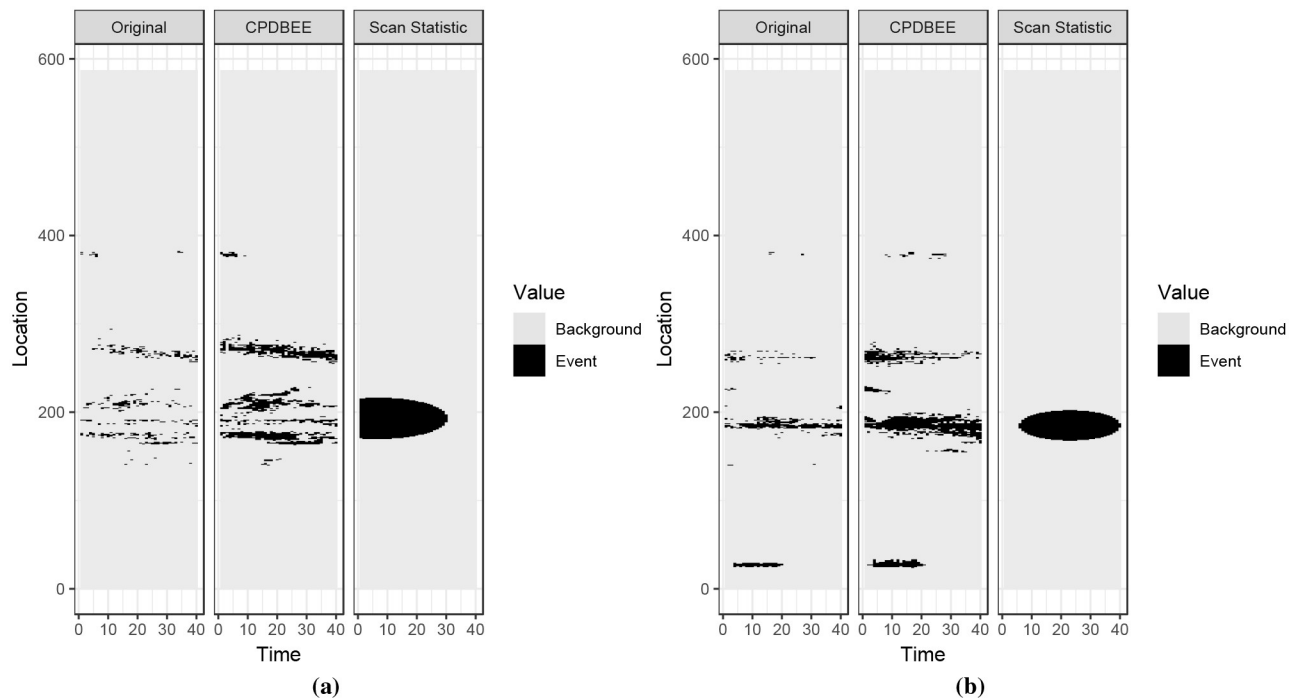 Original CPDBEE Scan Statistic
600
400
200
0
Location
0 10 20 30 40 0 10 20 30 40 0 10 20 30 40
Time
Value
Background
Event
(a)
Original CPDBEE Scan Statistic
600
400
200
0
Location
0 10 20 30 40 0 10 20 30 40 0 10 20 30 40
Time
Value
Background
Event
(b)